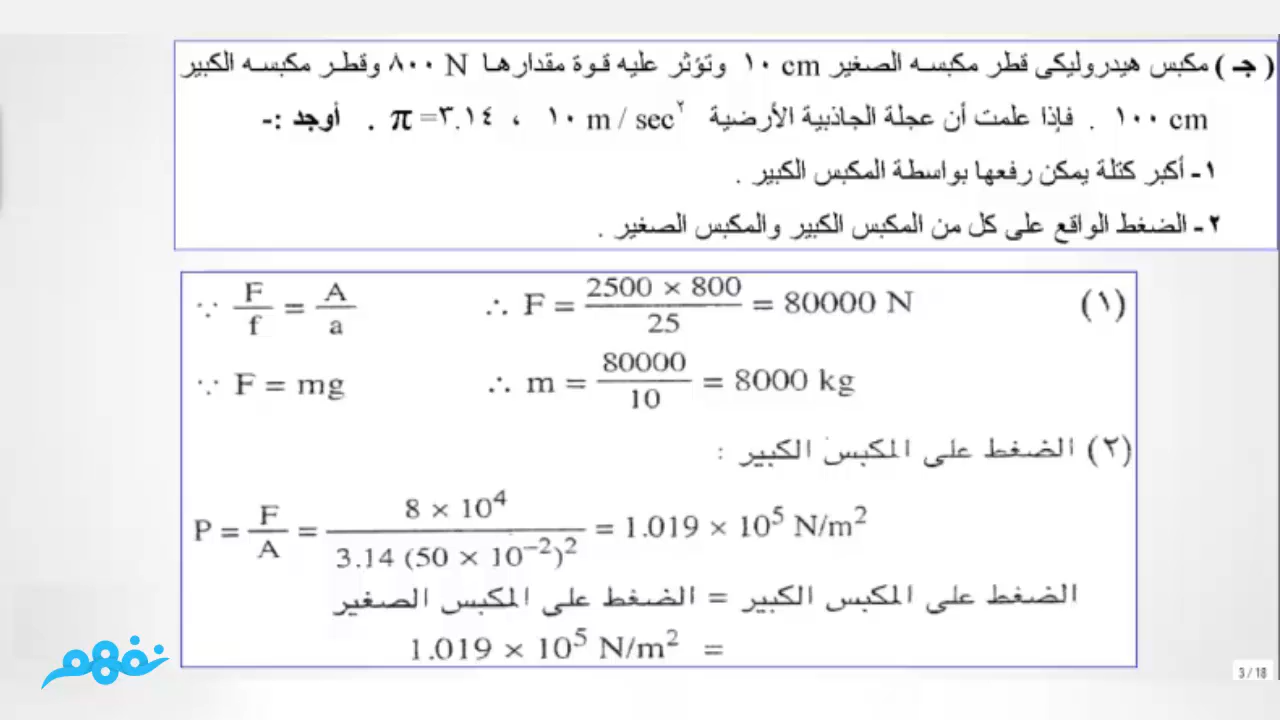 ( جـ ) مكبس هيدروليكى قطر مكبسه الصغير ١٠ cm وتؤثر عليه قوة مقدارها ٨٠٠ N وقطر مكبسه الكبير
١٠٠ cm . فإذا علمت أن عجلة الجاذبية الأرضية ١٠ m / sec٢ ، π =٣.١٤ . أوجد :-
١- أكبر كتلة يمكن رفعها بواسطة المكبس الكبير .
٢- الضغط الواقع على كل من المكبس الكبير والمكبس الصغير .
∵ F/f = A/a ∴ F = 2500 × 800 / 25 = 80000 N (١)
∵ F = mg ∴ m = 80000 / 10 = 8000 kg
(٢) الضغط على المكبس الكبير :
P = F/A = 8 × 10⁴ / 3.14 (50 × 10⁻²)² = 1.019 × 10⁵ N/m²
الضغط على المكبس الكبير = الضغط على المكبس الصغير
1.019 × 10⁵ N/m² =
نفهم
3 / 18